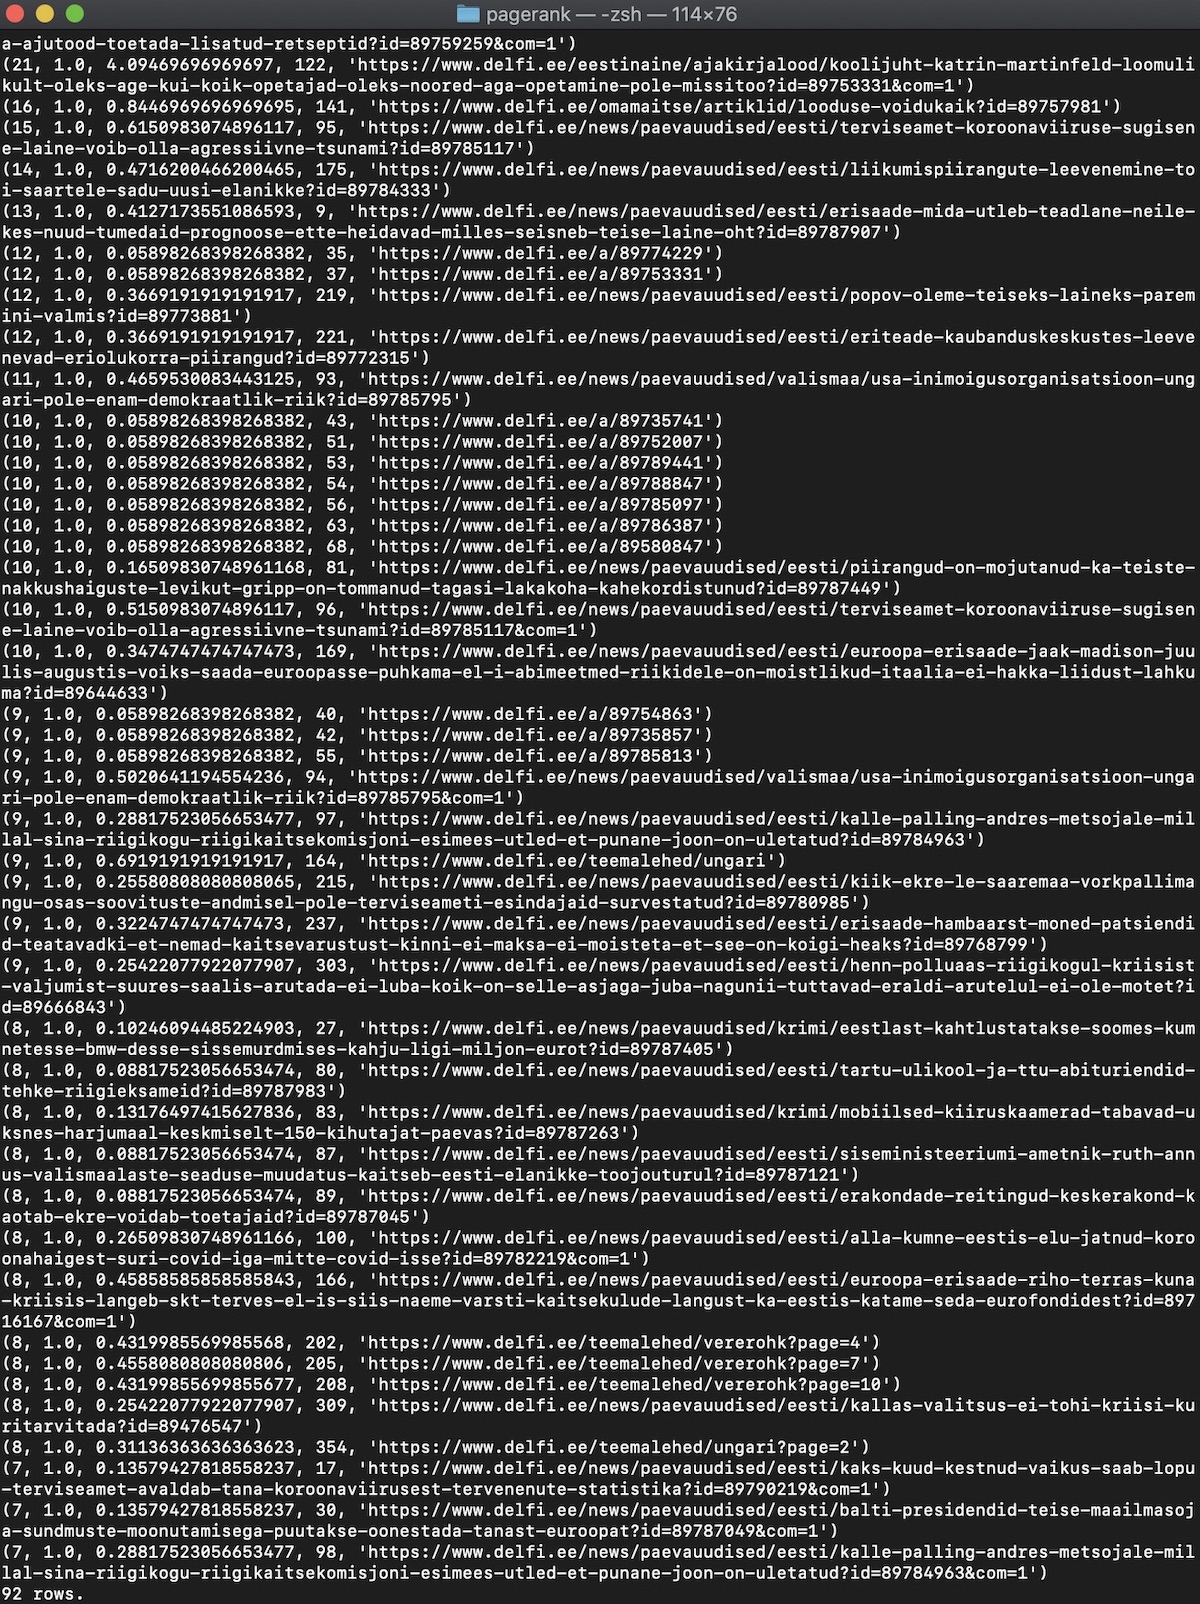 pagerank — -zsh — 114×76
a-ajutood-toetada-lisatud-retseptid?id=89759259&com=1')
(21, 1.0, 4.09469696969697, 122, 'https://www.delfi.ee/eestinaine/ajakirjalood/koolijuht-katrin-martinfeld-loomuli
kult-oleks-age-kui-koik-opetajad-oleks-noored-aga-opetamine-pole-missitoo?id=89753331&com=1')
(16, 1.0, 0.8446969696969695, 141, 'https://www.delfi.ee/omamaitse/artiklid/looduse-voidukaik?id=89757981')
(15, 1.0, 0.6150983074896117, 95, 'https://www.delfi.ee/news/paevauudised/eesti/terviseamet-koroonaviiruse-sugisen
e-laine-voib-olla-agressiivne-tsunami?id=89785117')
(14, 1.0, 0.4716200466200465, 175, 'https://www.delfi.ee/news/paevauudised/eesti/liikumispiirangute-leevenemine-to
i-saartele-sadu-uusi-elanikke?id=89784333')
(13, 1.0, 0.4127173551086593, 9, 'https://www.delfi.ee/news/paevauudised/eesti/erisaade-mida-utleb-teadlane-neile-
kes-nuud-tumedaid-prognoose-ette-heidavad-milles-seisneb-teise-laine-oht?id=89787907')
(12, 1.0, 0.05898268398268382, 35, 'https://www.delfi.ee/a/89774229')
(12, 1.0, 0.05898268398268382, 37, 'https://www.delfi.ee/a/89753331')
(12, 1.0, 0.3669191919191917, 219, 'https://www.delfi.ee/news/paevauudised/eesti/popov-oleme-teiseks-laineks-parem
ini-valmis?id=89773881')
(12, 1.0, 0.3669191919191917, 221, 'https://www.delfi.ee/news/paevauudised/eesti/eriteade-kaubanduskeskustes-leeve
nevad-eriolukorra-piirangud?id=89772315')
(11, 1.0, 0.4659530083443125, 93, 'https://www.delfi.ee/news/paevauudised/valismaa/usa-inimoigusorganisatsioon-ung
ari-pole-enam-demokraatlik-riik?id=89785795')
(10, 1.0, 0.05898268398268382, 43, 'https://www.delfi.ee/a/89735741')
(10, 1.0, 0.05898268398268382, 51, 'https://www.delfi.ee/a/89752007')
(10, 1.0, 0.05898268398268382, 53, 'https://www.delfi.ee/a/89789441')
(10, 1.0, 0.05898268398268382, 54, 'https://www.delfi.ee/a/89788847')
(10, 1.0, 0.05898268398268382, 56, 'https://www.delfi.ee/a/89785097')
(10, 1.0, 0.05898268398268382, 63, 'https://www.delfi.ee/a/89786387')
(10, 1.0, 0.05898268398268382, 68, 'https://www.delfi.ee/a/89580847')
(10, 1.0, 0.16509830748961168, 81, 'https://www.delfi.ee/news/paevauudised/eesti/piirangud-on-mojutanud-ka-teiste-
nakkushaiguste-levikut-gripp-on-tommanud-tagasi-lakakoha-kahekordistunud?id=89787449')
(10, 1.0, 0.5150983074896117, 96, 'https://www.delfi.ee/news/paevauudised/eesti/terviseamet-koroonaviiruse-sugisen
e-laine-voib-olla-agressiivne-tsunami?id=89785117&com=1')
(10, 1.0, 0.3474747474747473, 169, 'https://www.delfi.ee/news/paevauudised/eesti/euroopa-erisaade-jaak-madison-juu
lis-augustis-voiks-saada-euroopasse-puhkama-el-i-abimeetmed-riikidele-on-moistlikud-itaalia-ei-hakka-liidust-lahku
ma?id=89644633')
(9, 1.0, 0.05898268398268382, 40, 'https://www.delfi.ee/a/89754863')
(9, 1.0, 0.05898268398268382, 42, 'https://www.delfi.ee/a/89735857')
(9, 1.0, 0.05898268398268382, 55, 'https://www.delfi.ee/a/89785813')
(9, 1.0, 0.5020641194554236, 94, 'https://www.delfi.ee/news/paevauudised/valismaa/usa-inimoigusorganisatsioon-unga
ri-pole-enam-demokraatlik-riik?id=89785795&com=1')
(9, 1.0, 0.28817523056653477, 97, 'https://www.delfi.ee/news/paevauudised/eesti/kalle-palling-andres-metsojale-mil
lal-sina-riigikogu-riigikaitsekomisjoni-esimees-utled-et-punane-joon-on-uletatud?id=89784963')
(9, 1.0, 0.6919191919191917, 164, 'https://www.delfi.ee/teemalehed/ungari')
(9, 1.0, 0.25580808080808065, 215, 'https://www.delfi.ee/news/paevauudised/eesti/kiik-ekre-le-saaremaa-vorkpallima
ngu-osas-soovituste-andmisel-pole-terviseameti-esindajaid-survestatud?id=89780985')
(9, 1.0, 0.3224747474747473, 237, 'https://www.delfi.ee/news/paevauudised/eesti/erisaade-hambaarst-moned-patsiendi
d-teatavadki-et-nemad-kaitsevarustust-kinni-ei-maksa-ei-moisteta-et-see-on-koigi-heaks?id=89768799')
(9, 1.0, 0.25422077922077907, 303, 'https://www.delfi.ee/news/paevauudised/eesti/henn-polluaas-riigikogul-kriisist
-valjumist-suures-saalis-arutada-ei-luba-koik-on-selle-asjaga-juba-nagunii-tuttavad-eraldi-arutelul-ei-ole-motet?i
d=89666843')
(8, 1.0, 0.10246094485224903, 27, 'https://www.delfi.ee/news/paevauudised/krimi/eestlast-kahtlustatakse-soomes-kum
netesse-bmw-desse-sissemurdmises-kahju-ligi-miljon-eurot?id=89787405')
(8, 1.0, 0.08817523056653474, 80, 'https://www.delfi.ee/news/paevauudised/eesti/tartu-ulikool-ja-ttu-abituriendid-
tehke-riigieksameid?id=89787983')
(8, 1.0, 0.13176497415627836, 83, 'https://www.delfi.ee/news/paevauudised/krimi/mobiilsed-kiiruskaamerad-tabavad-u
ksnes-harjumaal-keskmiselt-150-kihutajat-paevas?id=89787263')
(8, 1.0, 0.08817523056653474, 87, 'https://www.delfi.ee/news/paevauudised/eesti/siseministeeriumi-ametnik-ruth-ann
us-valismaalaste-seaduse-muudatus-kaitseb-eesti-elanikke-toojouturul?id=89787121')
(8, 1.0, 0.08817523056653474, 89, 'https://www.delfi.ee/news/paevauudised/eesti/erakondade-reitingud-keskerakond-k
aotab-ekre-voidab-toetajaid?id=89787045')
(8, 1.0, 0.26509830748961166, 100, 'https://www.delfi.ee/news/paevauudised/eesti/alla-kumne-eestis-elu-jatnud-koro
onahaigest-suri-covid-iga-mitte-covid-isse?id=89782219&com=1')
(8, 1.0, 0.45858585858585843, 166, 'https://www.delfi.ee/news/paevauudised/eesti/euroopa-erisaade-riho-terras-kuna
-kriisis-langeb-skt-terves-el-is-siis-naeme-varsti-kaitsekulude-langust-ka-eestis-katame-seda-eurofondidest?id=897
16167&com=1')
(8, 1.0, 0.4319985569985568, 202, 'https://www.delfi.ee/teemalehed/vererohk?page=4')
(8, 1.0, 0.4558080808080806, 205, 'https://www.delfi.ee/teemalehed/vererohk?page=7')
(8, 1.0, 0.43199855699855677, 208, 'https://www.delfi.ee/teemalehed/vererohk?page=10')
(8, 1.0, 0.25422077922077907, 309, 'https://www.delfi.ee/news/paevauudised/eesti/kallas-valitsus-ei-tohi-kriisi-ku
ritarvitada?id=89476547')
(8, 1.0, 0.31136363636363623, 354, 'https://www.delfi.ee/teemalehed/ungari?page=2')
(7, 1.0, 0.13579427818558237, 17, 'https://www.delfi.ee/news/paevauudised/eesti/kaks-kuud-kestnud-vaikus-saab-lopu
-terviseamet-avaldab-tana-koroonaviirusest-tervenenute-statistika?id=89790219&com=1')
(7, 1.0, 0.13579427818558237, 30, 'https://www.delfi.ee/news/paevauudised/eesti/balti-presidendid-teise-maailmasoj
a-sundmuste-moonutamisega-puutakse-oonestada-tanast-euroopat?id=89787049&com=1')
(7, 1.0, 0.28817523056653477, 98, 'https://www.delfi.ee/news/paevauudised/eesti/kalle-palling-andres-metsojale-mil
lal-sina-riigikogu-riigikaitsekomisjoni-esimees-utled-et-punane-joon-on-uletatud?id=89784963&com=1')
92 rows.